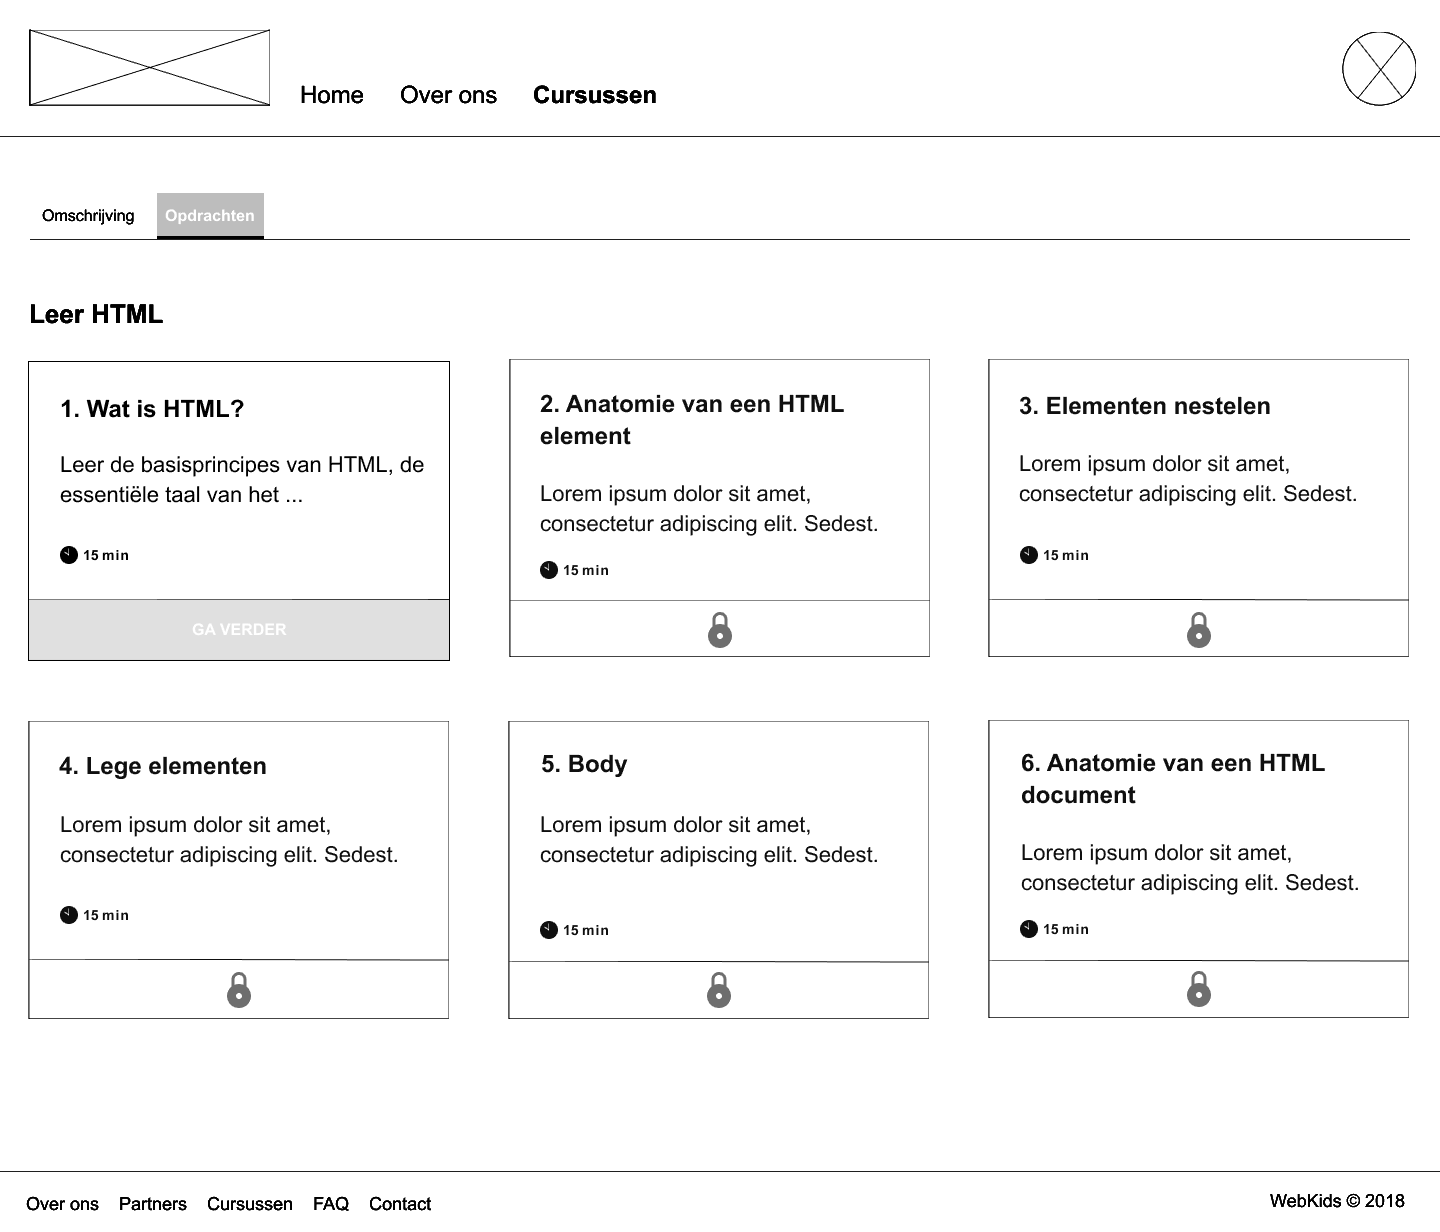 Home Over ons Cursussen
Omschrijving Opdrachten
Leer HTML
1. Wat is HTML?
Leer de basisprincipes van HTML, de
essentiële taal van het ...
15 min
GA VERDER
2. Anatomie van een HTML
element
Lorem ipsum dolor sit amet,
consectetur adipiscing elit. Sedest.
15 min
3. Elementen nestelen
Lorem ipsum dolor sit amet,
consectetur adipiscing elit. Sedest.
15 min
4. Lege elementen
Lorem ipsum dolor sit amet,
consectetur adipiscing elit. Sedest.
15 min
5. Body
Lorem ipsum dolor sit amet,
consectetur adipiscing elit. Sedest.
15 min
6. Anatomie van een HTML
document
Lorem ipsum dolor sit amet,
consectetur adipiscing elit. Sedest.
15 min
Over ons Partners Cursussen FAQ Contact
WebKids © 2018